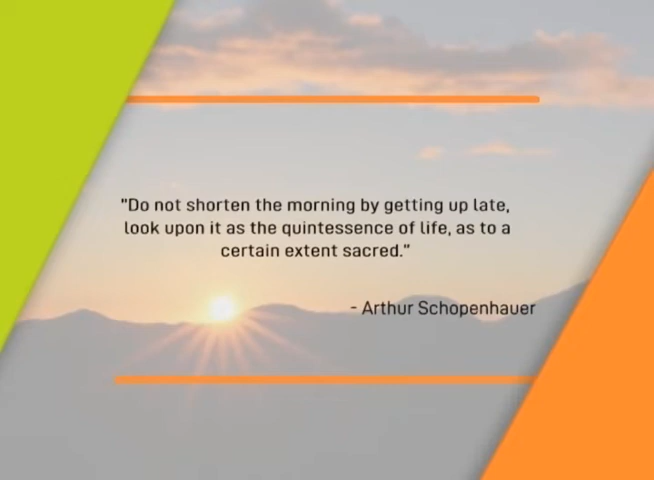 "Do not shorten the morning by getting up late,
look upon it as the quintessence of life, as to a
certain extent sacred."
- Arthur Schopenhauer